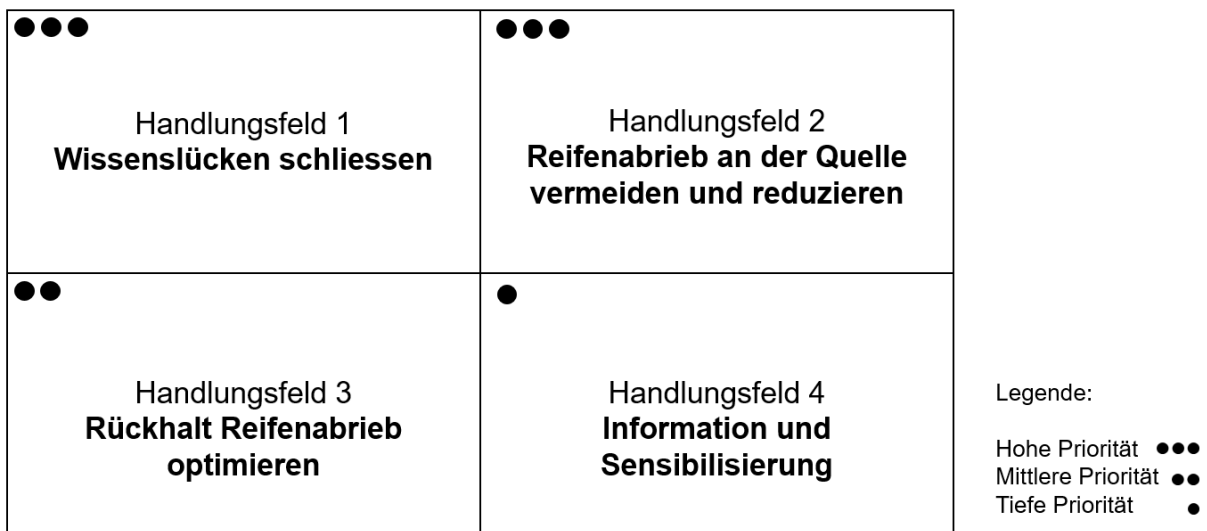 Handlungsfeld 1
Wissenslücken schliessen
Handlungsfeld 2
Reifenabrieb an der Quelle
vermeiden und reduzieren
Handlungsfeld 3
Rückhalt Reifenabrieb
optimieren
Handlungsfeld 4
Information und
Sensibilisierung
Legende:
Hohe Priorität ●●●
Mittlere Priorität ●●
Tiefe Priorität ●